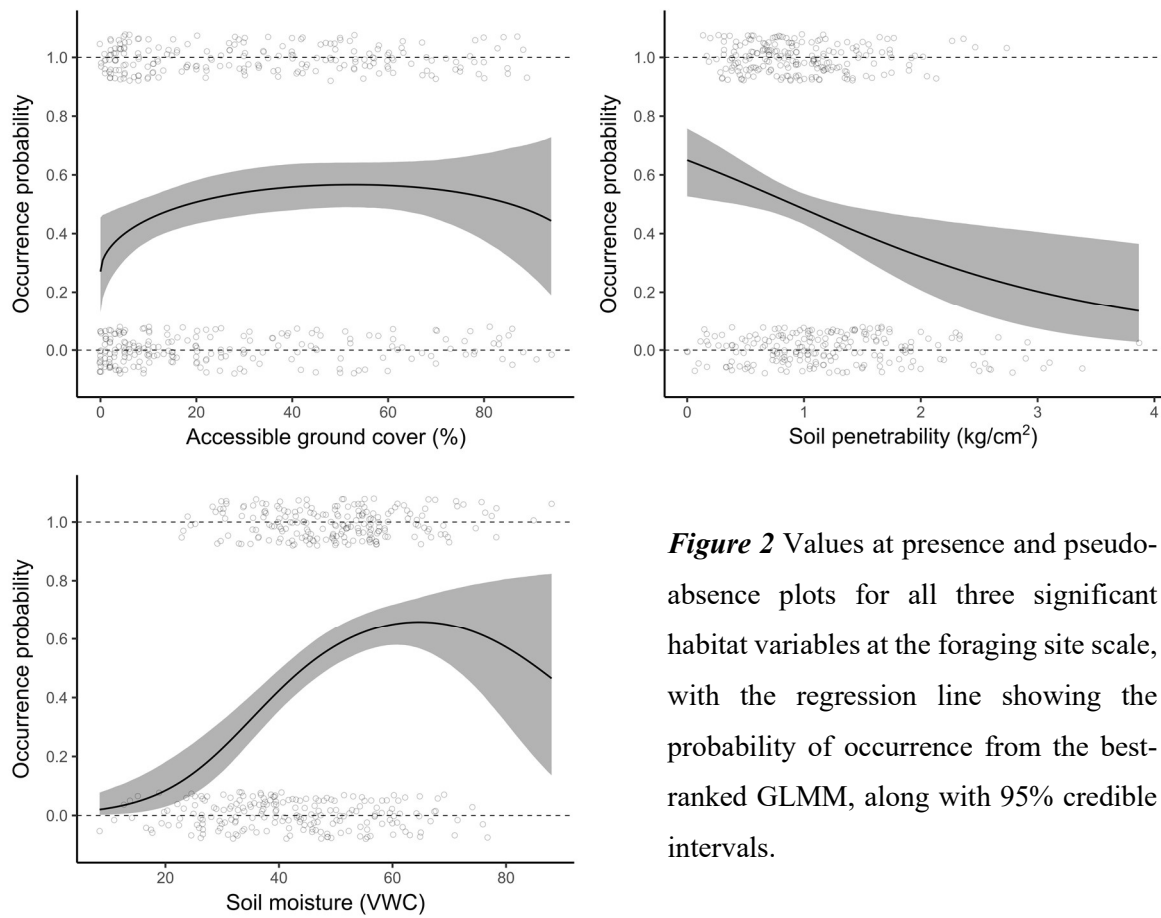 Occurrence probability
1.0
0.8
0.6
0.4
0.2
0.0
0 20 40 60 80
Accessible ground cover (%)
Occurrence probability
1.0
0.8
0.6
0.4
0.2
0.0
0 1 2 3 4
Soil penetrability (kg/cm²)
Occurrence probability
1.0
0.8
0.6
0.4
0.2
0.0
20 40 60 80
Soil moisture (VWC)
Figure 2 Values at presence and pseudo-
absence plots for all three significant
habitat variables at the foraging site scale,
with the regression line showing the
probability of occurrence from the best-
ranked GLMM, along with 95% credible
intervals.